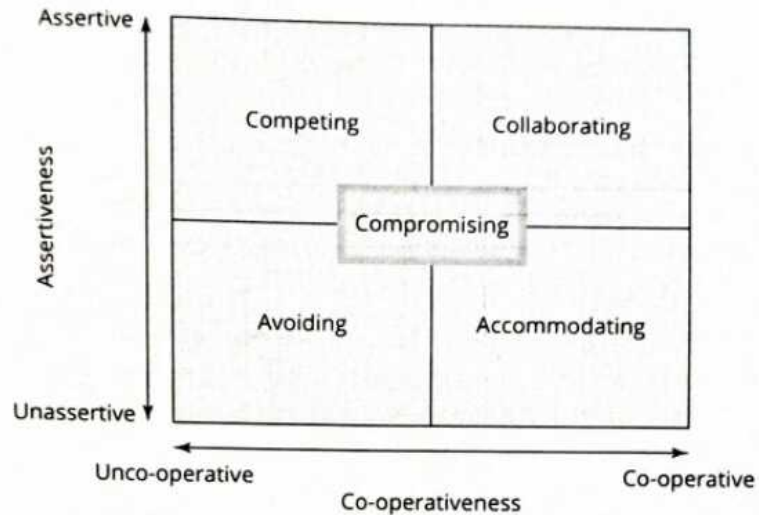 Assertive
Competing
Collaborating
Assertiveness
Compromising
Avoiding
Accommodating
Unassertive
Unco-operative
Co-operative
Co-operativeness